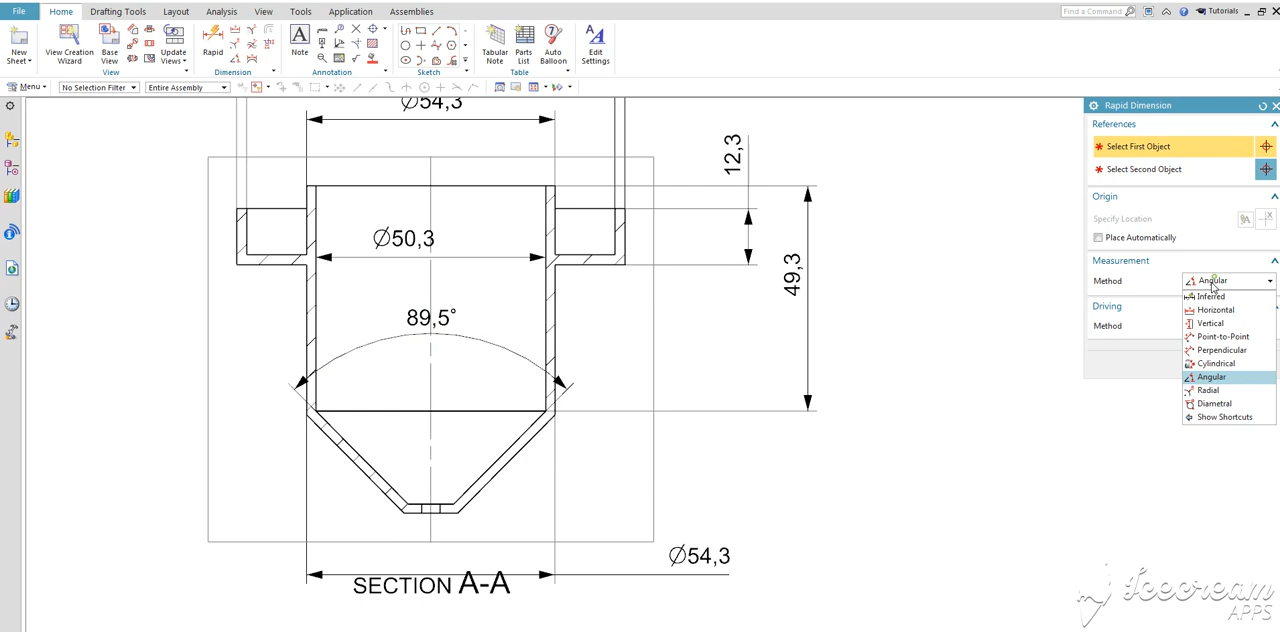 File Home Drafting Tools Layout Analysis View Tools Application Assemblies Find a Command Tutorials
New Sheet View Creation Wizard Base View Update Views Rapid Note Tabular Note Parts List Auto Balloon Edit Settings
View Dimension Annotation Sketch Table
Menu No Selection Filter Entire Assembly
Rapid Dimension
References
Select First Object
Select Second Object
Origin
Specify Location
Place Automatically
Measurement
Method Angular
Inferred
Horizontal
Vertical
Point-to-Point
Perpendicular
Cylindrical
Angular
Radial
Diametral
Show Shortcuts
Driving
Method
Ø54,3
12,3
Ø50,3
49,3
89,5°
Ø54,3
SECTION A-A
Icecream
APPS